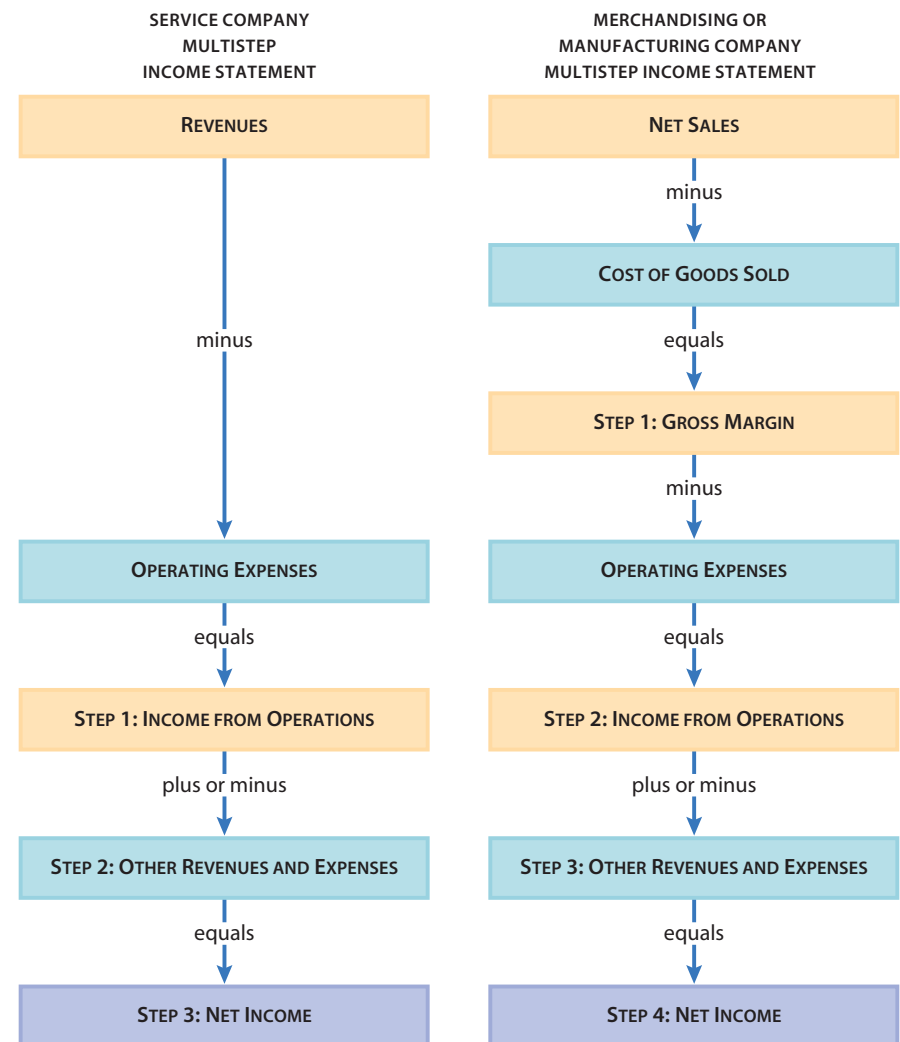 SERVICE COMPANY
MULTISTEP
INCOME STATEMENT
REVENUES
minus
OPERATING EXPENSES
equals
STEP 1: INCOME FROM OPERATIONS
plus or minus
STEP 2: OTHER REVENUES AND EXPENSES
equals
STEP 3: NET INCOME
MERCHANDISING OR
MANUFACTURING COMPANY
MULTISTEP INCOME STATEMENT
NET SALES
minus
COST OF GOODS SOLD
equals
STEP 1: GROSS MARGIN
minus
OPERATING EXPENSES
equals
STEP 2: INCOME FROM OPERATIONS
plus or minus
STEP 3: OTHER REVENUES AND EXPENSES
equals
STEP 4: NET INCOME